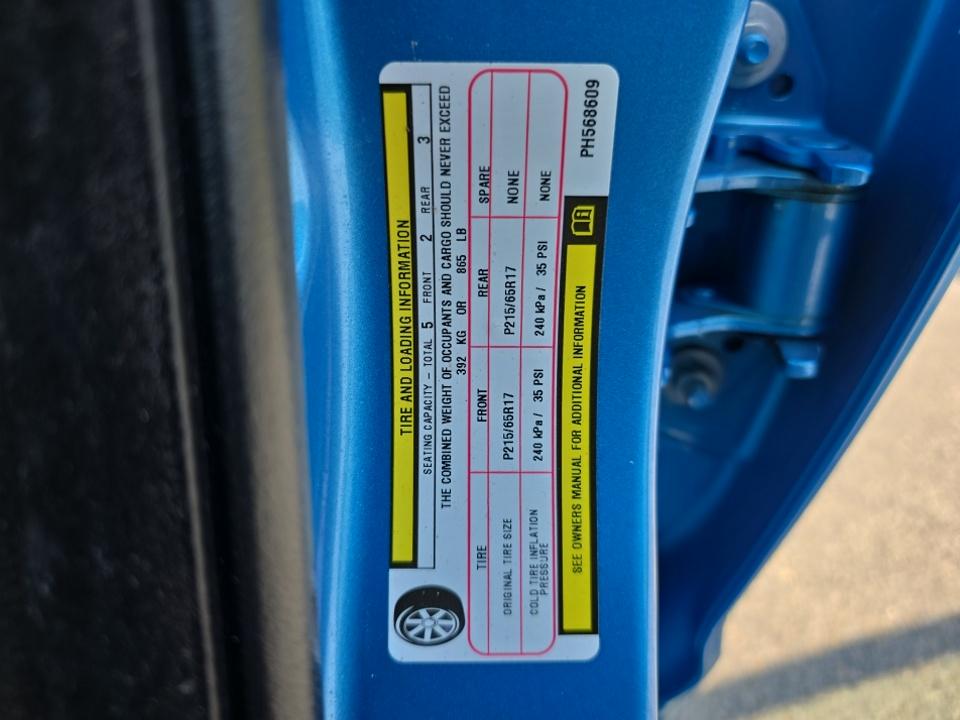 TIRE AND LOADING INFORMATION
SEATING CAPACITY - TOTAL 5 FRONT 2 REAR 3
THE COMBINED WEIGHT OF OCCUPANTS AND CARGO SHOULD NEVER EXCEED
392 KG OR 865 LB
TIRE FRONT REAR SPARE
ORIGINAL TIRE SIZE P215/65R17 P215/65R17 NONE
COLD TIRE INFLATION PRESSURE 240 kPa / 35 PSI 240 kPa / 35 PSI NONE
SEE OWNERS MANUAL FOR ADDITIONAL INFORMATION
PH568609